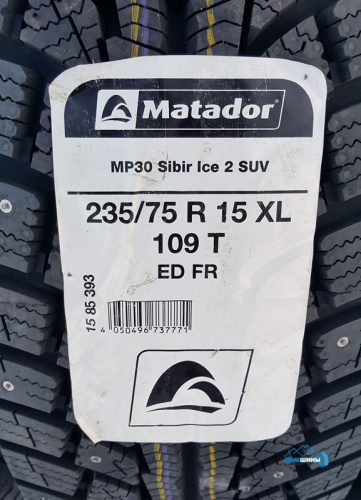 Matador
MP30 Sibir Ice 2 SUV
235/75 R 15 XL
109 T
ED FR
15 85 393
4 050496 737771
ШИНЫ